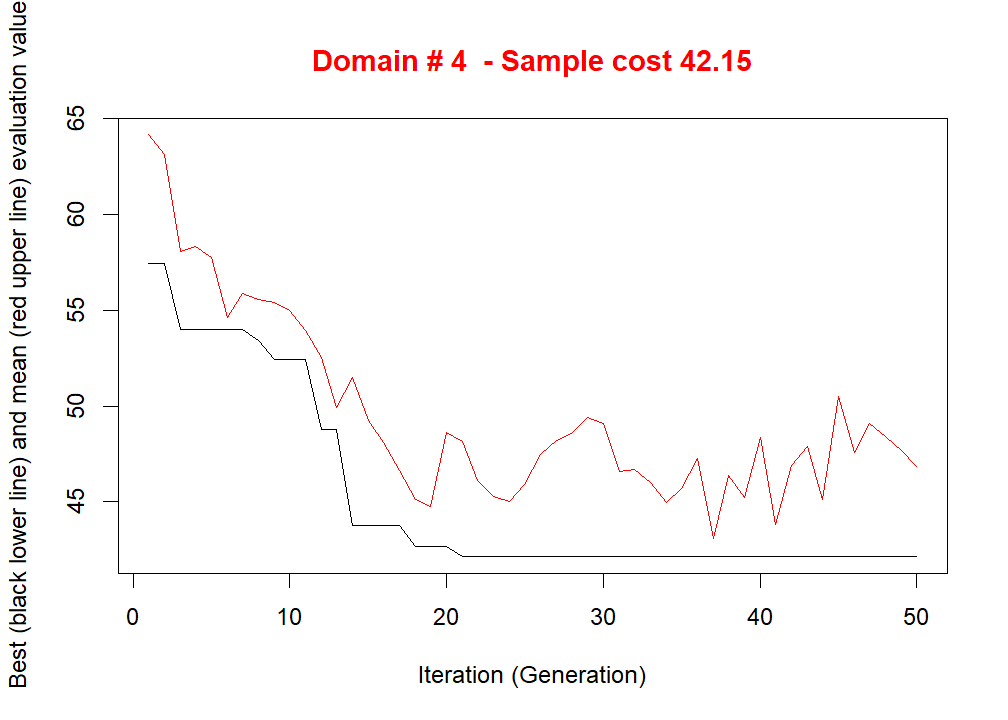 Domain # 4  - Sample cost 42.15
Best (black lower line) and mean (red upper line) evaluation value
65
60
55
50
45
0 10 20 30 40 50
Iteration (Generation)